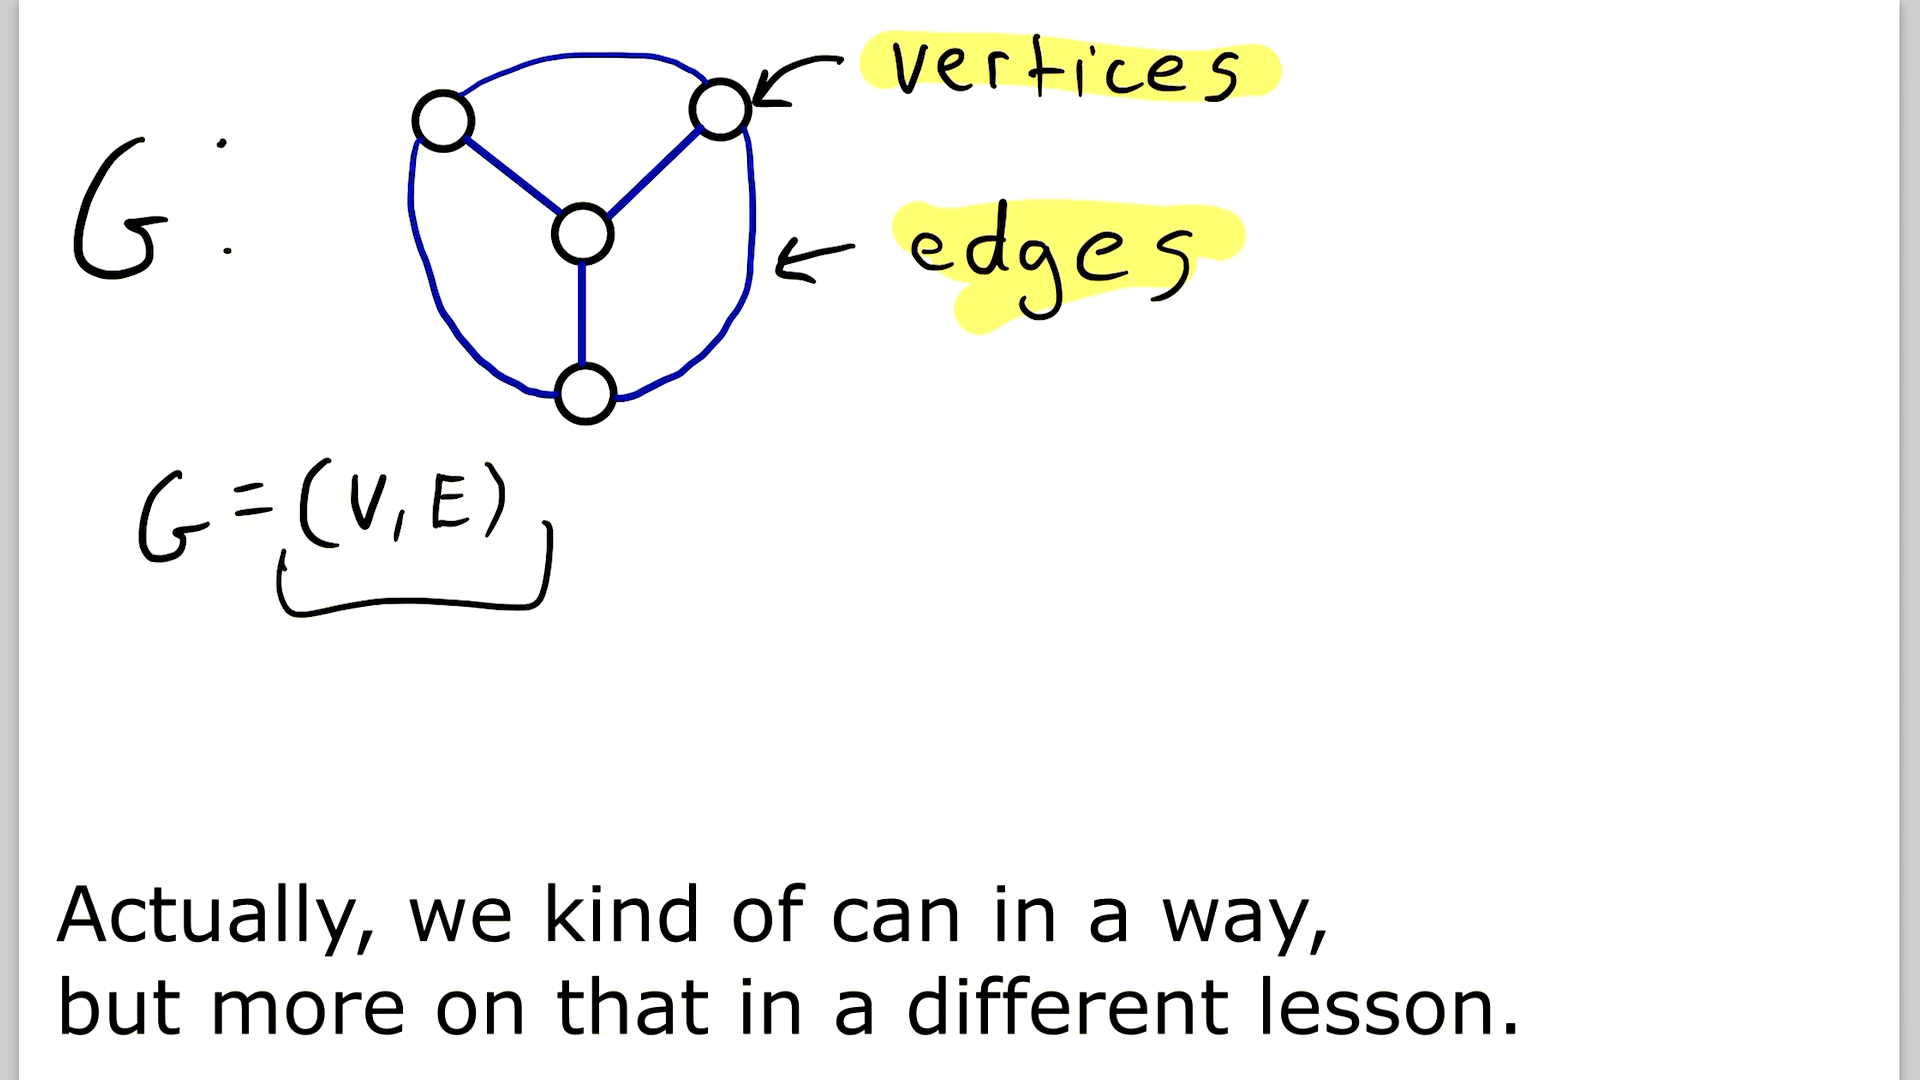 G:
vertices
edges
G = (V, E)
Actually, we kind of can in a way,
but more on that in a different lesson.